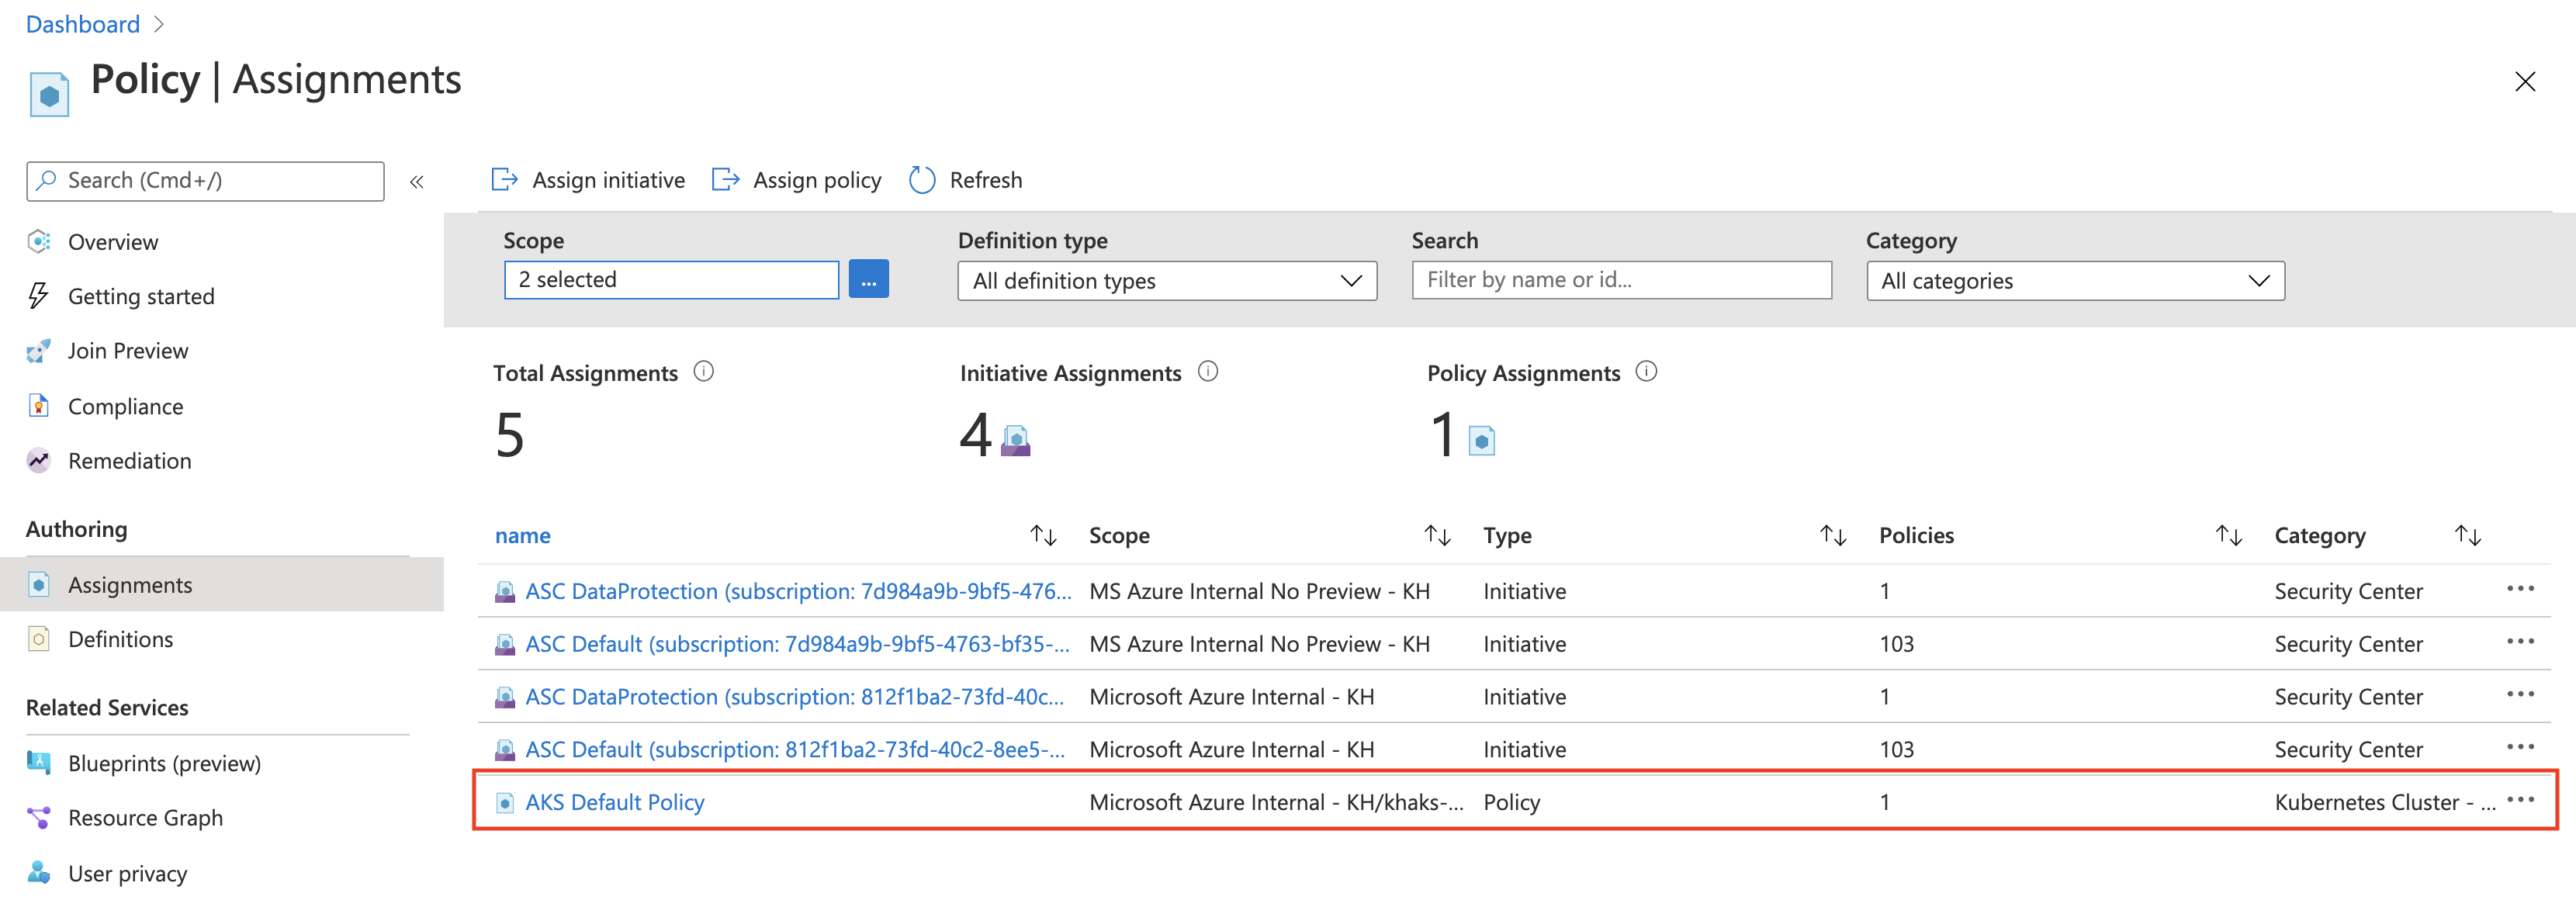 Dashboard
Policy | Assignments
Search (Cmd+/)
«
Overview
Getting started
Join Preview
Compliance
Remediation
Authoring
Assignments
Definitions
Related Services
Blueprints (preview)
Resource Graph
User privacy
Assign initiative Assign policy Refresh
Scope Definition type Search Category
2 selected ... All definition types Filter by name or id... All categories
Total Assignments Initiative Assignments Policy Assignments
5 4 1
name Scope Type Policies Category
ASC DataProtection (subscription: 7d984a9b-9bf5-476... MS Azure Internal No Preview - KH Initiative 1 Security Center
ASC Default (subscription: 7d984a9b-9bf5-4763-bf35-... MS Azure Internal No Preview - KH Initiative 103 Security Center
ASC DataProtection (subscription: 812f1ba2-73fd-40c... Microsoft Azure Internal - KH Initiative 1 Security Center
ASC Default (subscription: 812f1ba2-73fd-40c2-8ee5-... Microsoft Azure Internal - KH Initiative 103 Security Center
AKS Default Policy Microsoft Azure Internal - KH/khaks-... Policy 1 Kubernetes Cluster - ...